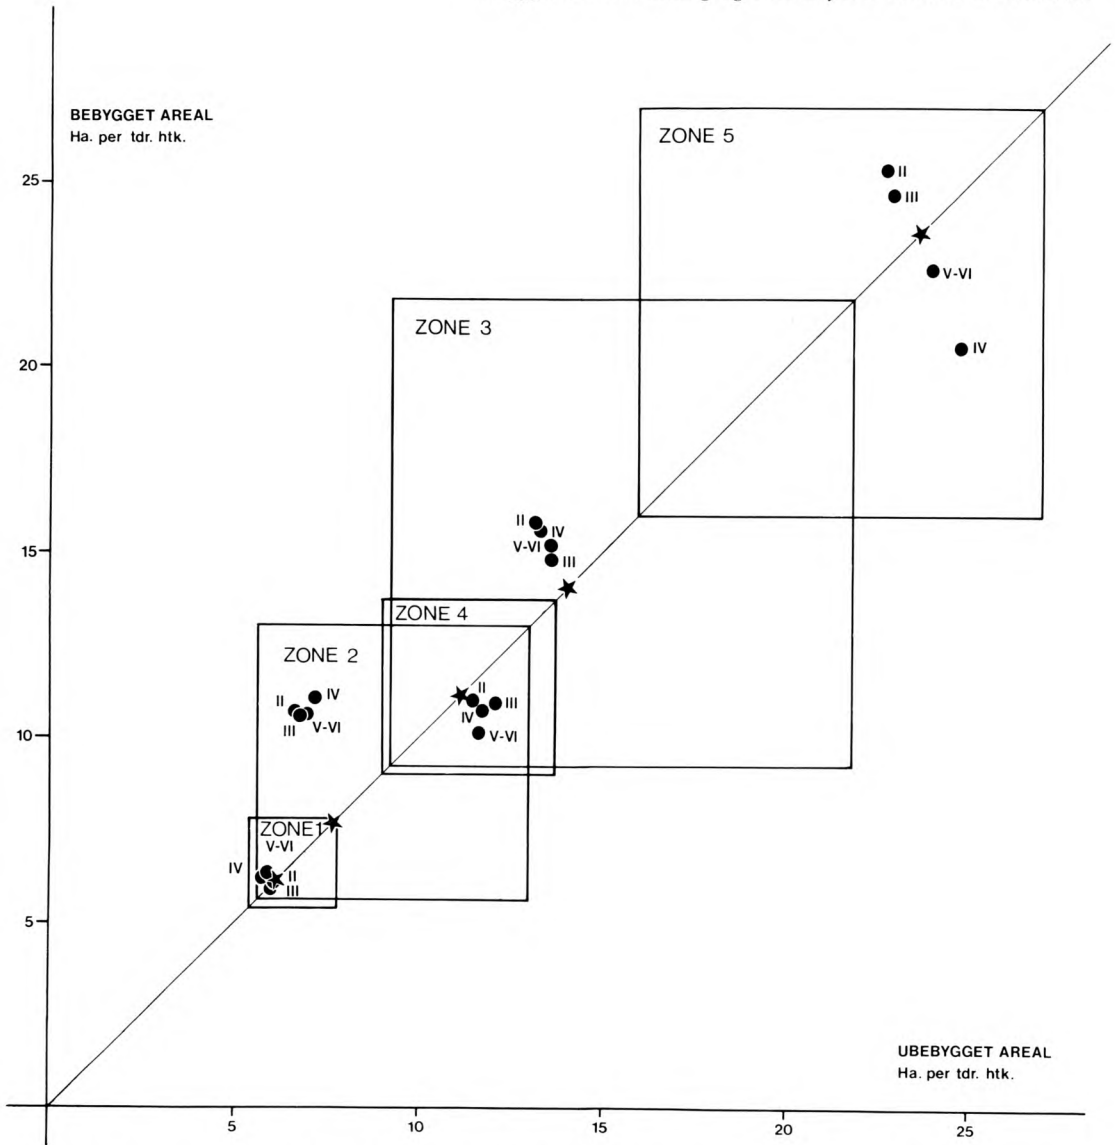 BEBYGGET AREAL
Ha. per tdr. htk.
ZONE 5
25
II
III
V-VI
ZONE 3
20
IV
II
IV
15
V-VI
III
ZONE 4
ZONE 2
II
IV
II
III
10
IV
III
V-VI
V-VI
ZONE 1
V-VI
IV
II
III
5
UBEBYGGET AREAL
Ha. per tdr. htk.
5
10
15
20
25